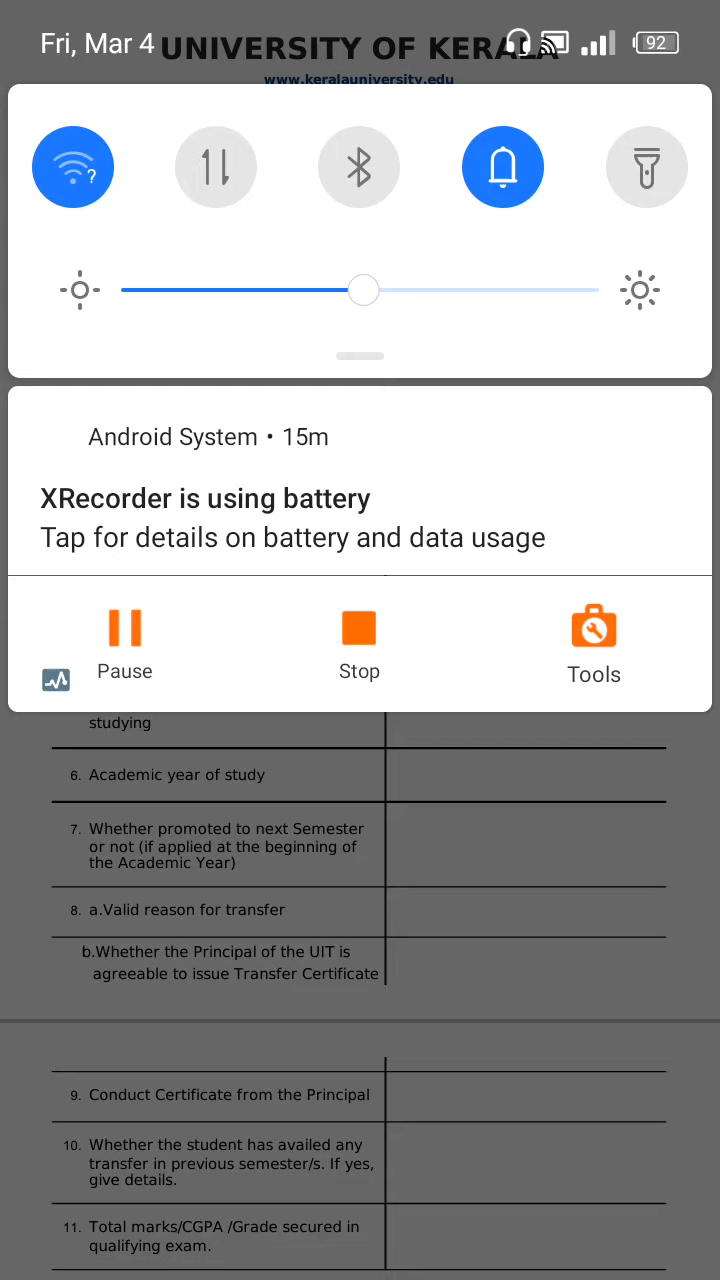 Fri, Mar 4
UNIVERSITY OF KERALA
92
www.keralauniversity.edu
?
Android System • 15m
XRecorder is using battery
Tap for details on battery and data usage
Pause
Stop
Tools
studying
6. Academic year of study
7. Whether promoted to next Semester
or not (if applied at the beginning of
the Academic Year)
8. a.Valid reason for transfer
b.Whether the Principal of the UIT is
agreeable to issue Transfer Certificate
9. Conduct Certificate from the Principal
10. Whether the student has availed any
transfer in previous semester/s. If yes,
give details.
11. Total marks/CGPA /Grade secured in
qualifying exam.